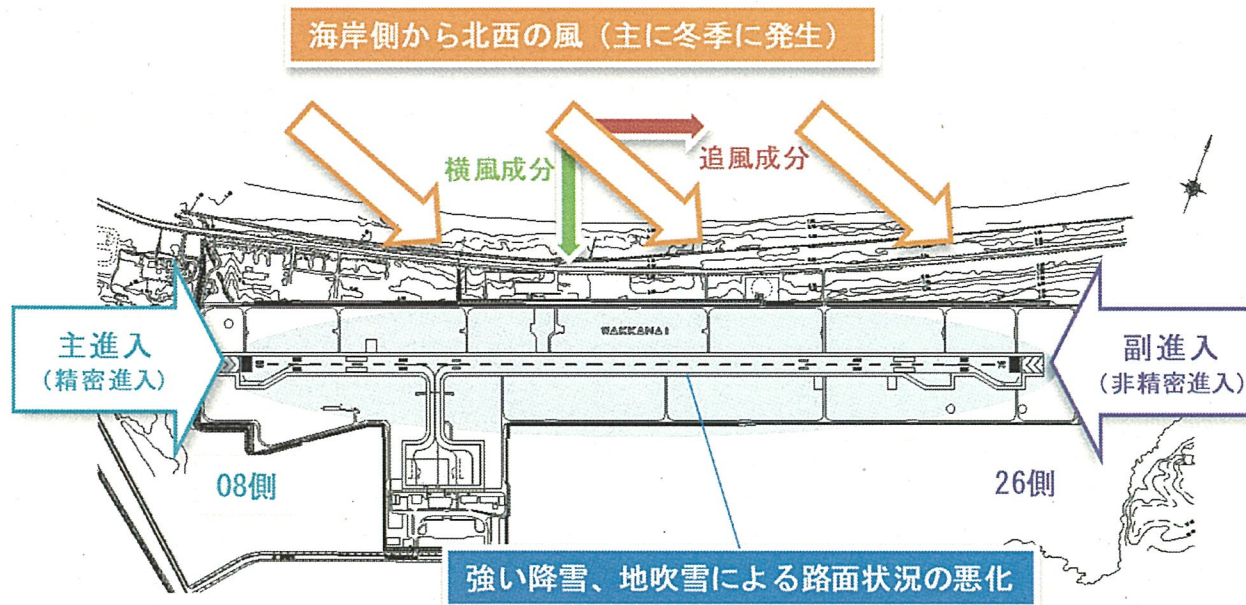 海岸側から北西の風（主に冬季に発生）
横風成分
追風成分
WAKKANAI
主進入
（精密進入）
副進入
（非精密進入）
08側
26側
強い降雪、地吹雪による路面状況の悪化